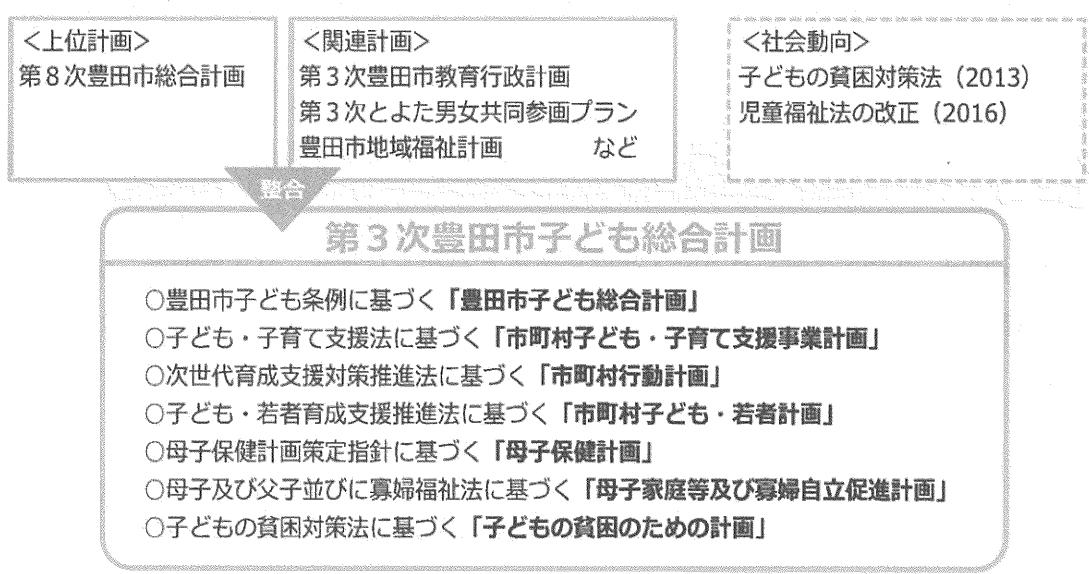 <上位計画>
第8次豊田市総合計画
<関連計画>
第3次豊田市教育行政計画
第3次とよた男女共同参画プラン
豊田市地域福祉計画 など
<社会動向>
子どもの貧困対策法（2013）
児童福祉法の改正（2016）
整合
第3次豊田市子ども総合計画
○豊田市子ども条例に基づく「豊田市子ども総合計画」
○子ども・子育て支援法に基づく「市町村子ども・子育て支援事業計画」
○次世代育成支援対策推進法に基づく「市町村行動計画」
○子ども・若者育成支援推進法に基づく「市町村子ども・若者計画」
○母子保健計画策定指針に基づく「母子保健計画」
○母子及び父子並びに寡婦福祉法に基づく「母子家庭等及び寡婦自立促進計画」
○子どもの貧困対策法に基づく「子どもの貧困のための計画」